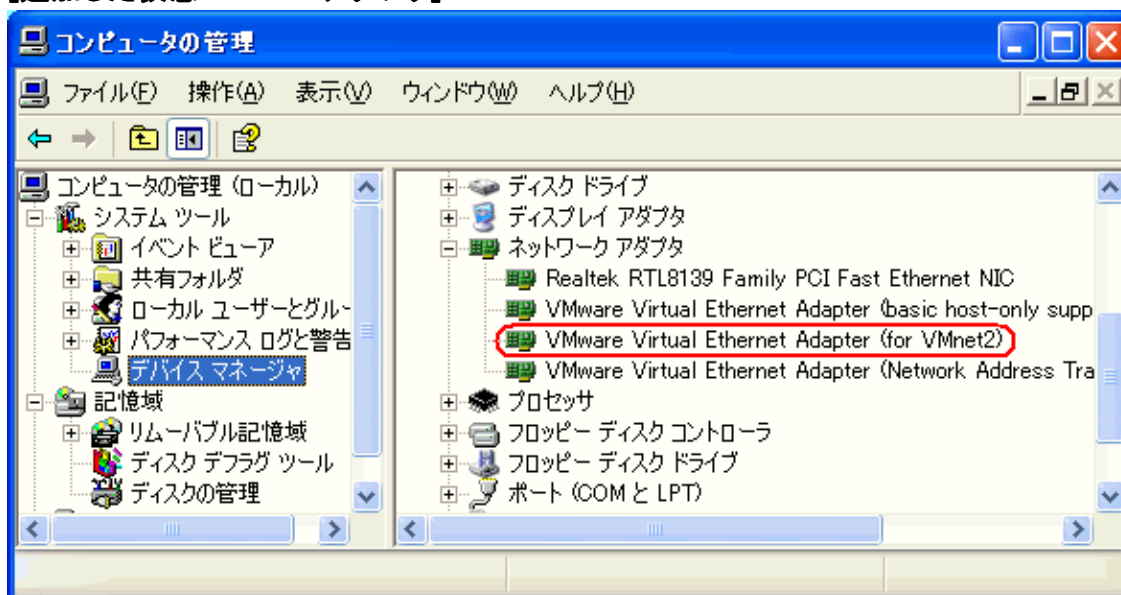 コンピュータの管理
ファイル(F) 操作(A) 表示(V) ウィンドウ(W) ヘルプ(H)
コンピュータの管理 (ローカル)
システム ツール
イベント ビューア
共有フォルダ
ローカル ユーザーとグルー
パフォーマンス ログと警告
デバイス マネージャ
記憶域
リムーバブル記憶域
ディスク デフラグ ツール
ディスクの管理
ディスク ドライブ
ディスプレイ アダプタ
ネットワーク アダプタ
Realtek RTL8139 Family PCI Fast Ethernet NIC
VMware Virtual Ethernet Adapter (basic host-only supp
VMware Virtual Ethernet Adapter (for VMnet2)
VMware Virtual Ethernet Adapter (Network Address Tra
プロセッサ
フロッピー ディスク コントローラ
フロッピー ディスク ドライブ
ポート (COM と LPT)